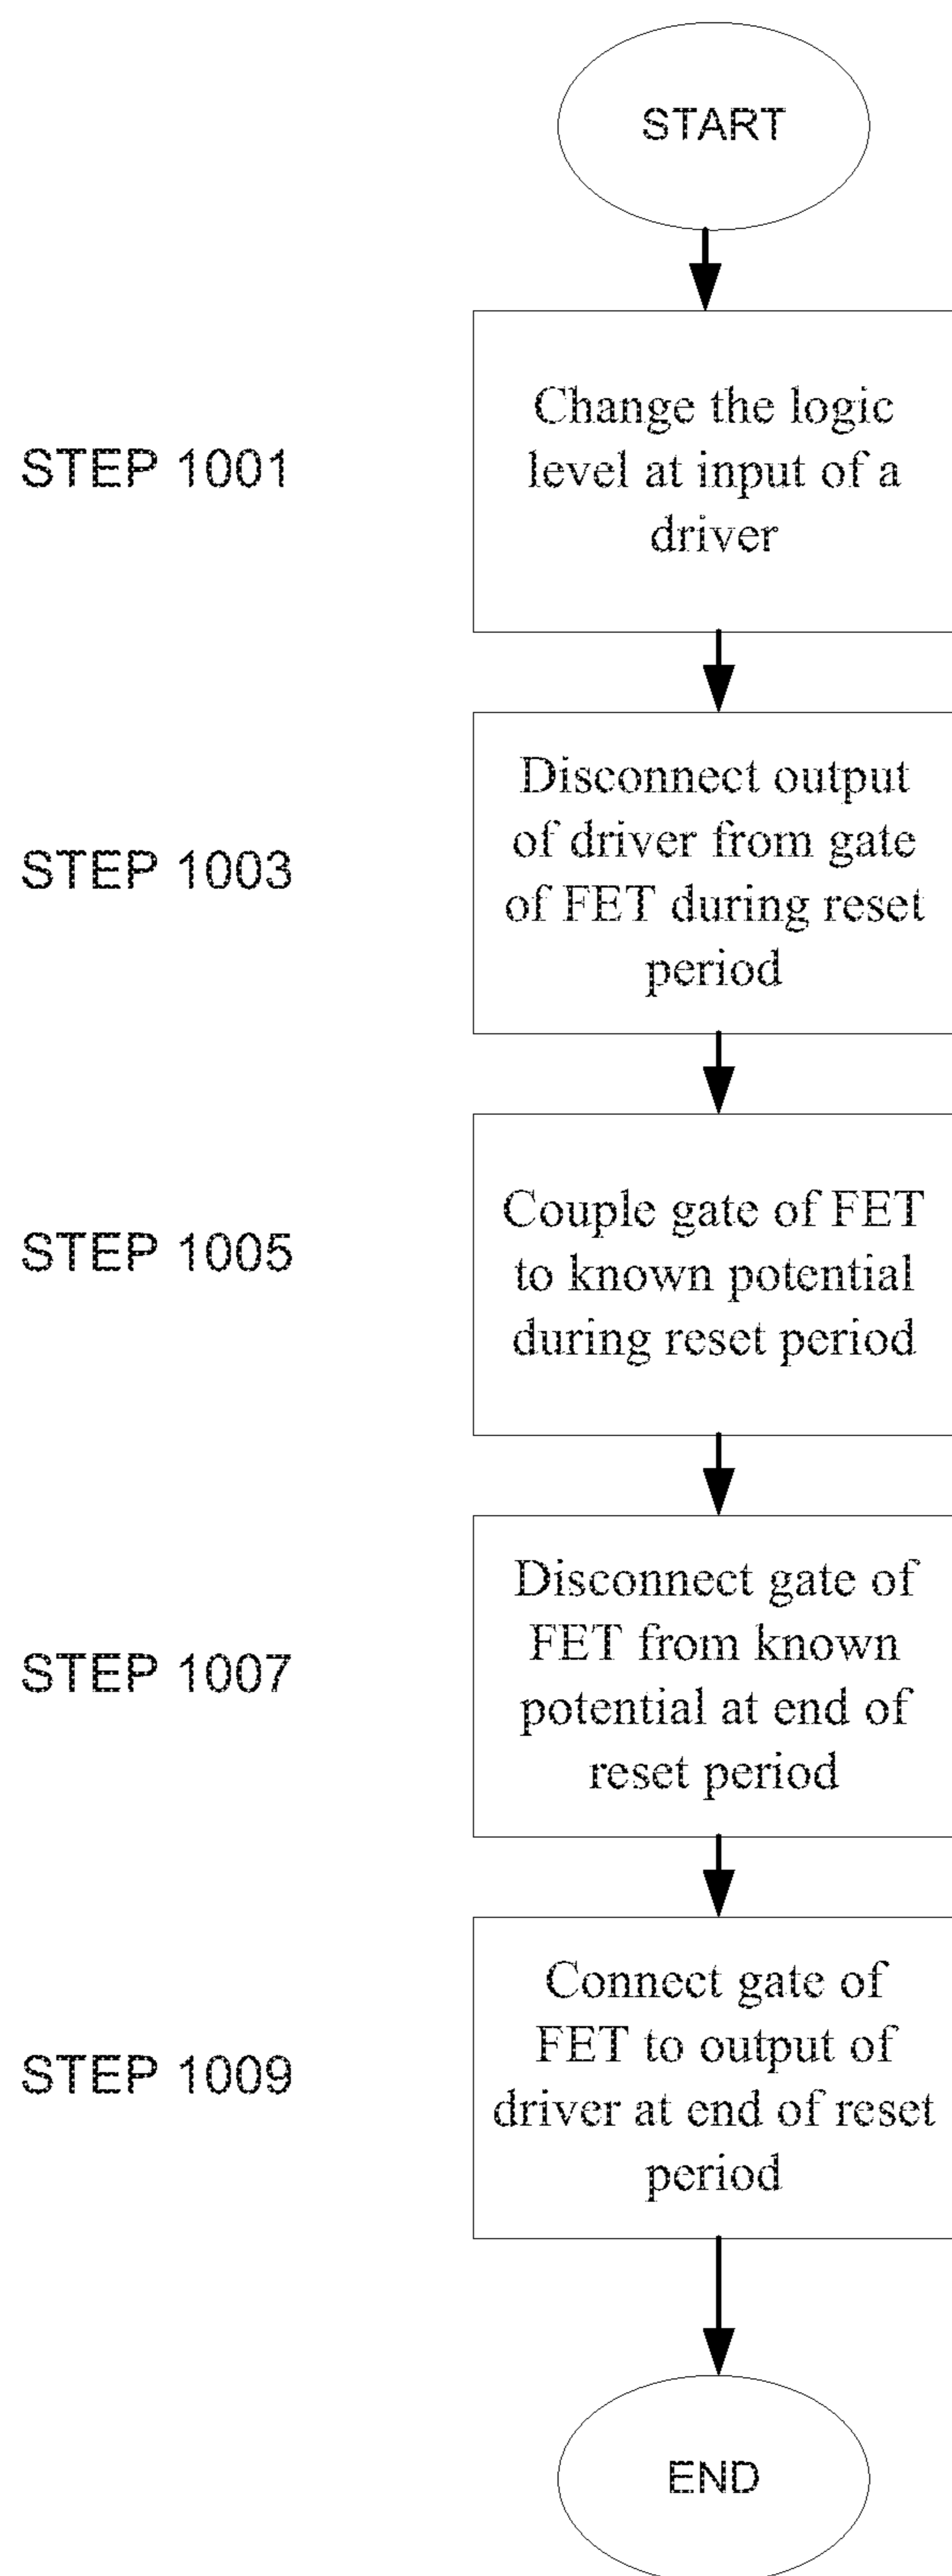 START
STEP 1001
Change the logic
level at input of a
driver
STEP 1003
Disconnect output
of driver from gate
of FET during reset
period
STEP 1005
Couple gate of FET
to known potential
during reset period
STEP 1007
Disconnect gate of
FET from known
potential at end of
reset period
STEP 1009
Connect gate of
FET to output of
driver at end of reset
period
END